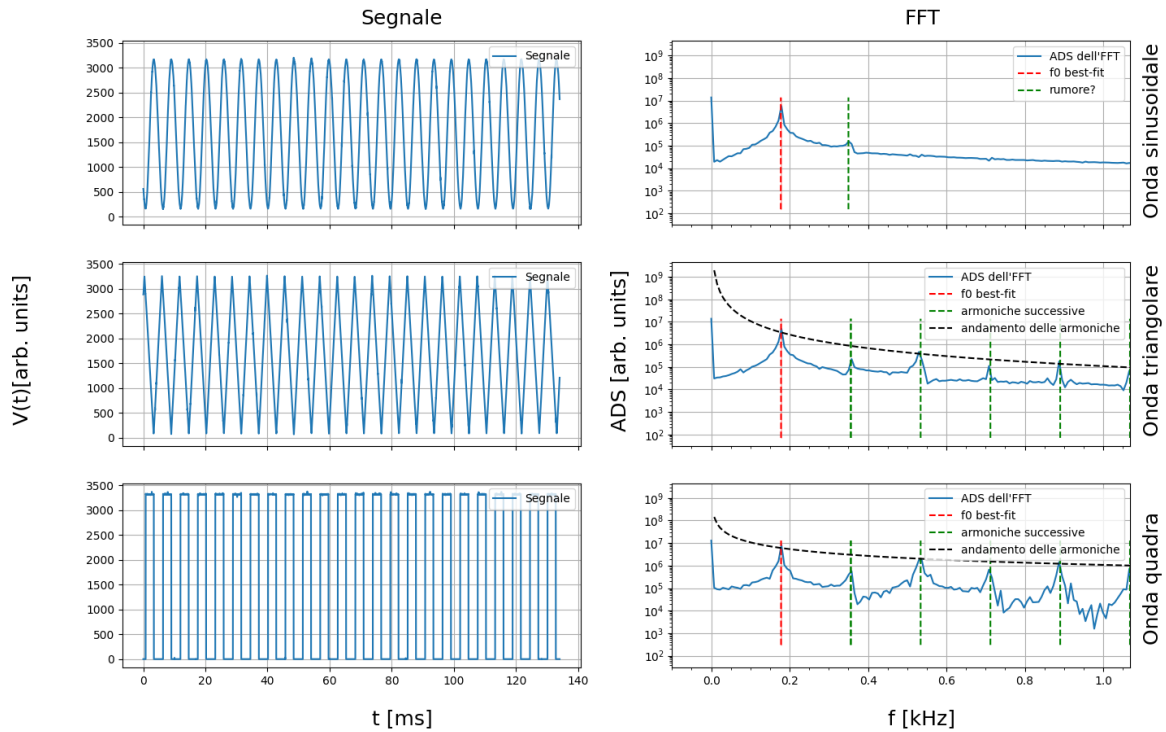 Segnale
FFT
3500
3000
2500
2000
1500
1000
500
0
Segnale
10⁹
10⁸
10⁷
10⁶
10⁵
10⁴
10³
10²
ADS dell'FFT
f0 best-fit
rumore?
Onda sinusoidale
V(t)[arb. units]
3500
3000
2500
2000
1500
1000
500
0
Segnale
ADS [arb. units]
10⁹
10⁸
10⁷
10⁶
10⁵
10⁴
10³
10²
ADS dell'FFT
f0 best-fit
armoniche successive
andamento delle armoniche
Onda triangolare
3500
3000
2500
2000
1500
1000
500
0
Segnale
0 20 40 60 80 100 120 140
t [ms]
10⁹
10⁸
10⁷
10⁶
10⁵
10⁴
10³
10²
ADS dell'FFT
f0 best-fit
armoniche successive
andamento delle armoniche
0.0 0.2 0.4 0.6 0.8 1.0
f [kHz]
Onda quadra